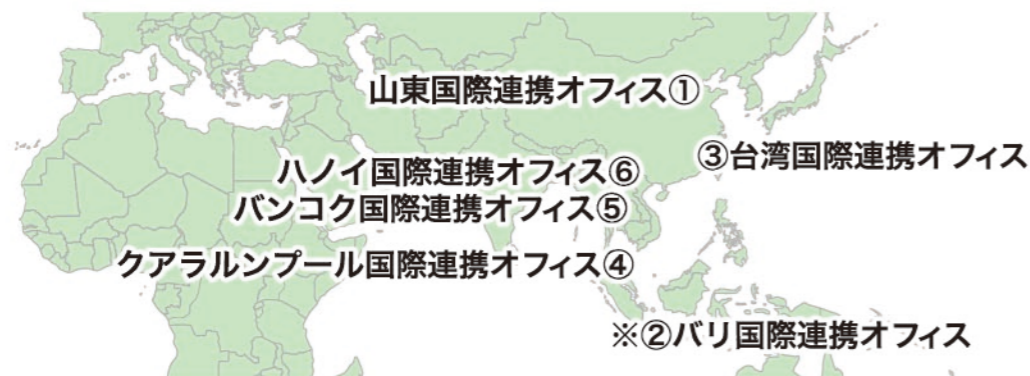 山東国際連携オフィス①
③台湾国際連携オフィス
ハノイ国際連携オフィス⑥
バンコク国際連携オフィス⑤
クアラルンプール国際連携オフィス④
※②バリ国際連携オフィス